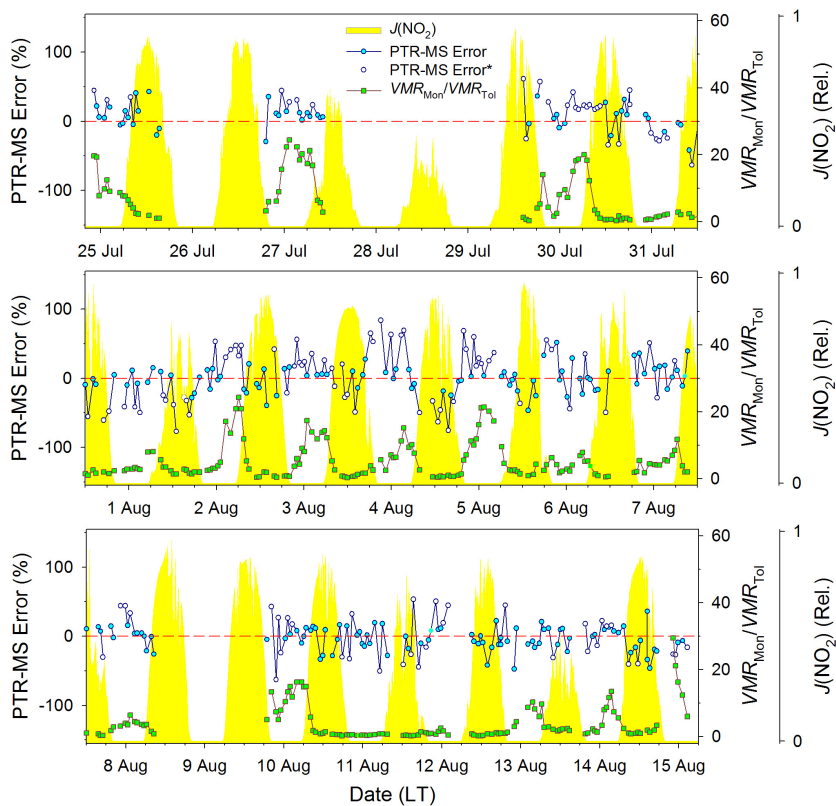 J(NO2)
PTR-MS Error
PTR-MS Error*
VMRMon/VMRTol
PTR-MS Error (%)
100
0
-100
60
40
20
0
VMRMon/VMRTol
1
0
J(NO2) (Rel.)
25 Jul 26 Jul 27 Jul 28 Jul 29 Jul 30 Jul 31 Jul
PTR-MS Error (%)
100
0
-100
60
40
20
0
VMRMon/VMRTol
1
0
J(NO2) (Rel.)
1 Aug 2 Aug 3 Aug 4 Aug 5 Aug 6 Aug 7 Aug
PTR-MS Error (%)
100
0
-100
60
40
20
0
VMRMon/VMRTol
1
0
J(NO2) (Rel.)
8 Aug 9 Aug 10 Aug 11 Aug 12 Aug 13 Aug 14 Aug 15 Aug
Date (LT)